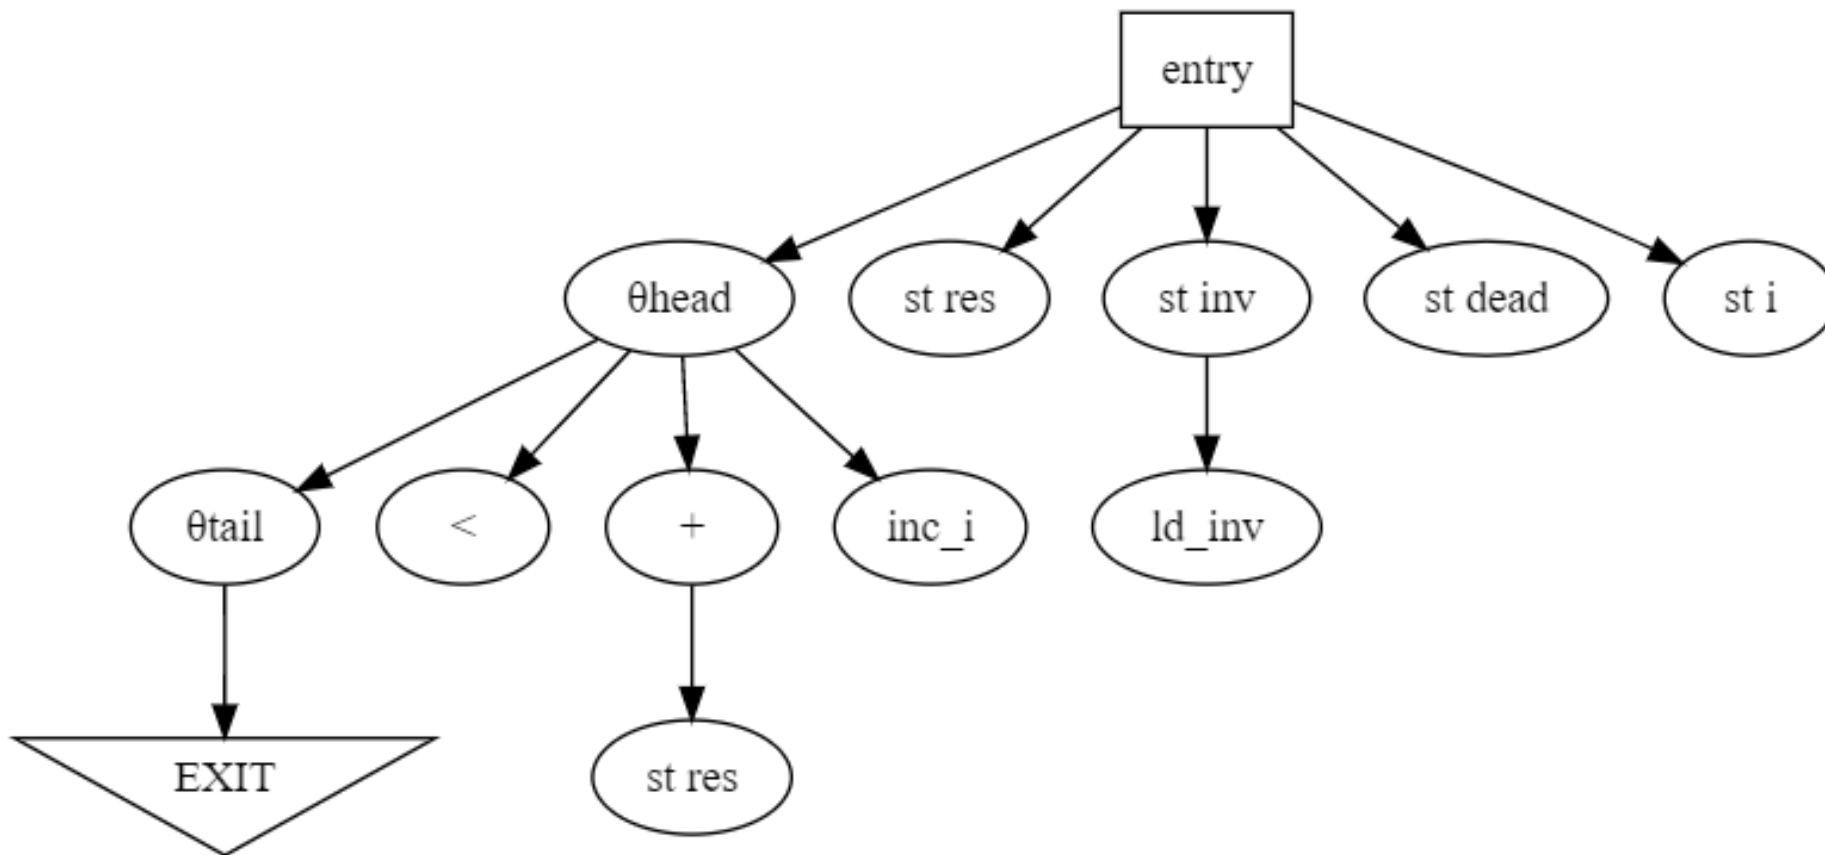 entry
θhead
st res
st inv
st dead
st i
θtail
<
+
inc_i
ld_inv
EXIT
st res